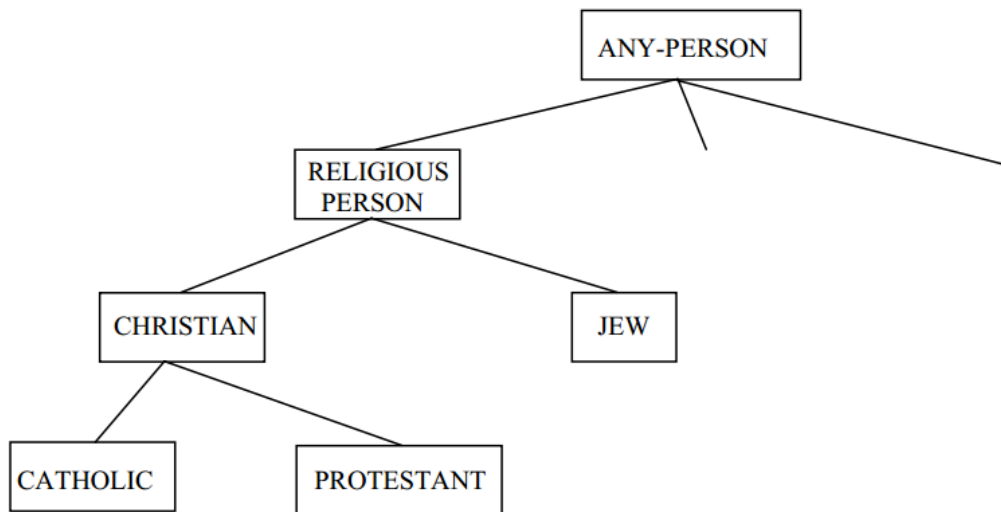 ANY-PERSON
RELIGIOUS
PERSON
CHRISTIAN
JEW
CATHOLIC
PROTESTANT